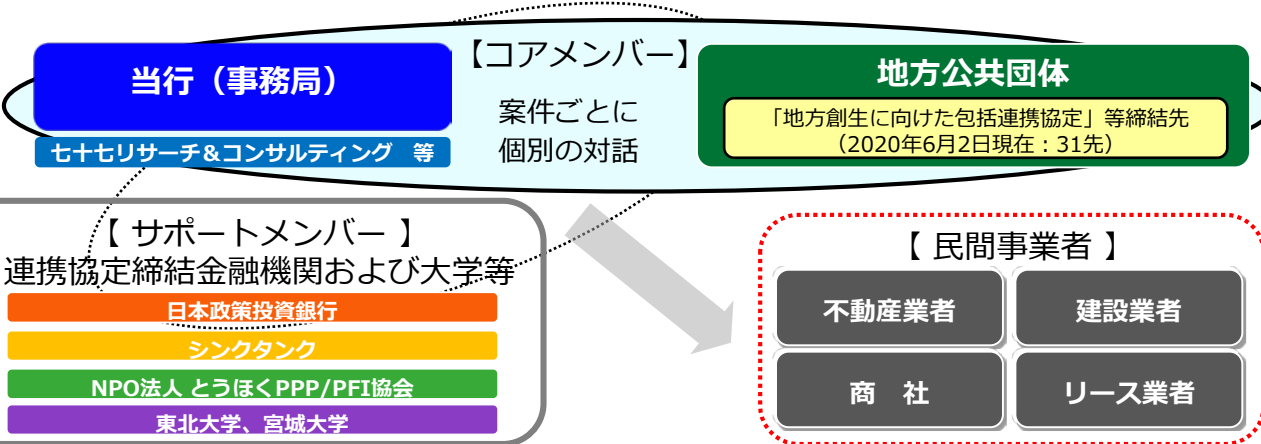 【コアメンバー】
当行（事務局）
七十七リサーチ&コンサルティング　等
案件ごとに
個別の対話
地方公共団体
「地方創生に向けた包括連携協定」等締結先
（2020年6月2日現在：31先）
【 サポートメンバー 】
連携協定締結金融機関および大学等
日本政策投資銀行
シンクタンク
NPO法人 とうほくPPP/PFI協会
東北大学、宮城大学
【 民間事業者 】
不動産業者
建設業者
商　社
リース業者